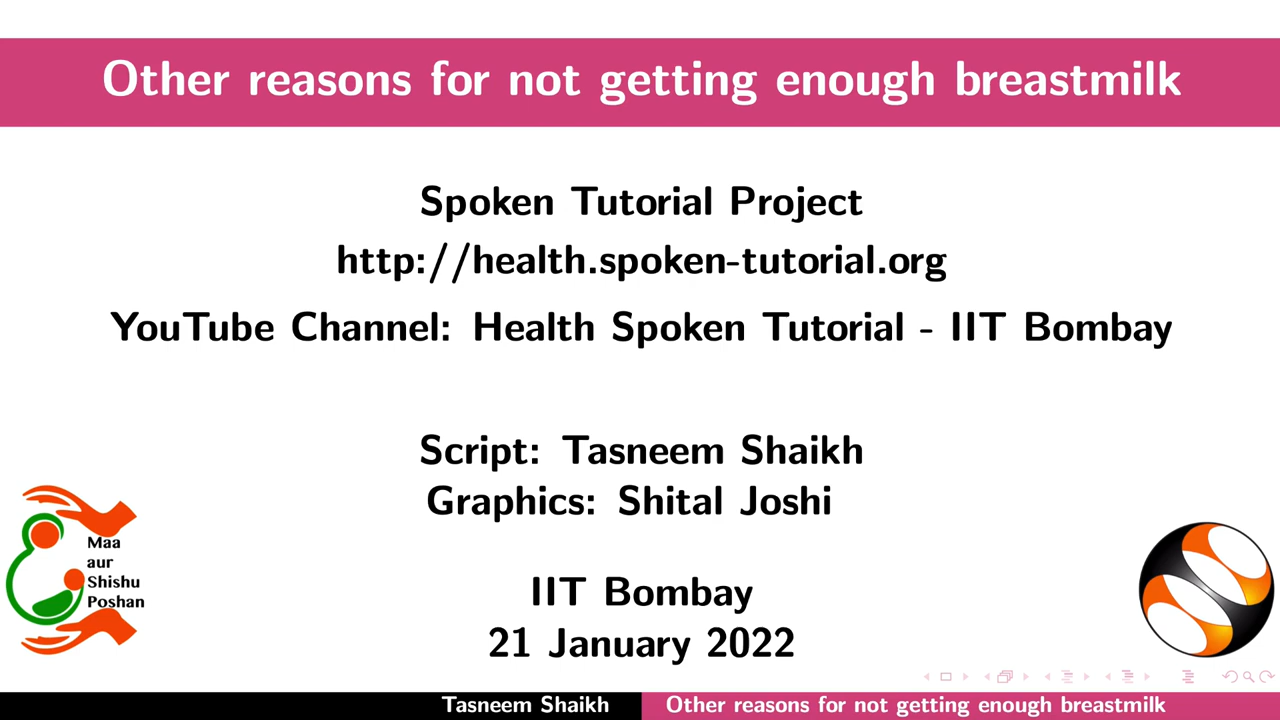 Other reasons for not getting enough breastmilk
Spoken Tutorial Project
http://health.spoken-tutorial.org
YouTube Channel: Health Spoken Tutorial - IIT Bombay
Script: Tasneem Shaikh
Graphics: Shital Joshi
Maa
aur
Shishu
Poshan
IIT Bombay
21 January 2022
Tasneem Shaikh
Other reasons for not getting enough breastmilk